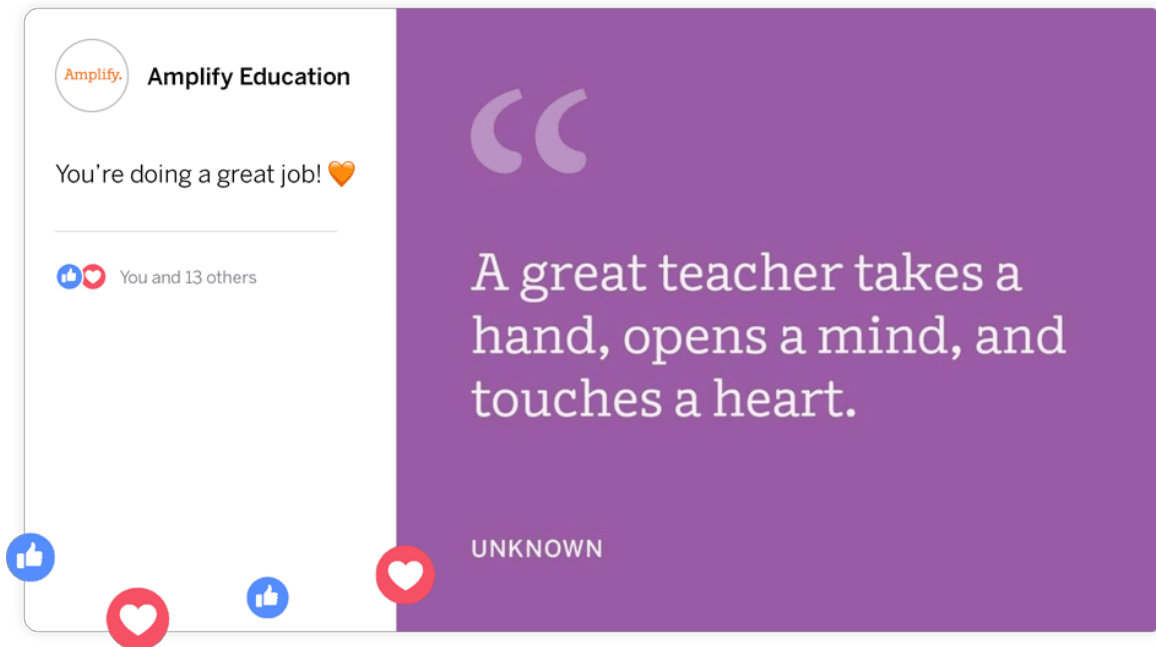 Amplify.
Amplify Education
You’re doing a great job! 🧡
You and 13 others
“
A great teacher takes a
hand, opens a mind, and
touches a heart.
UNKNOWN